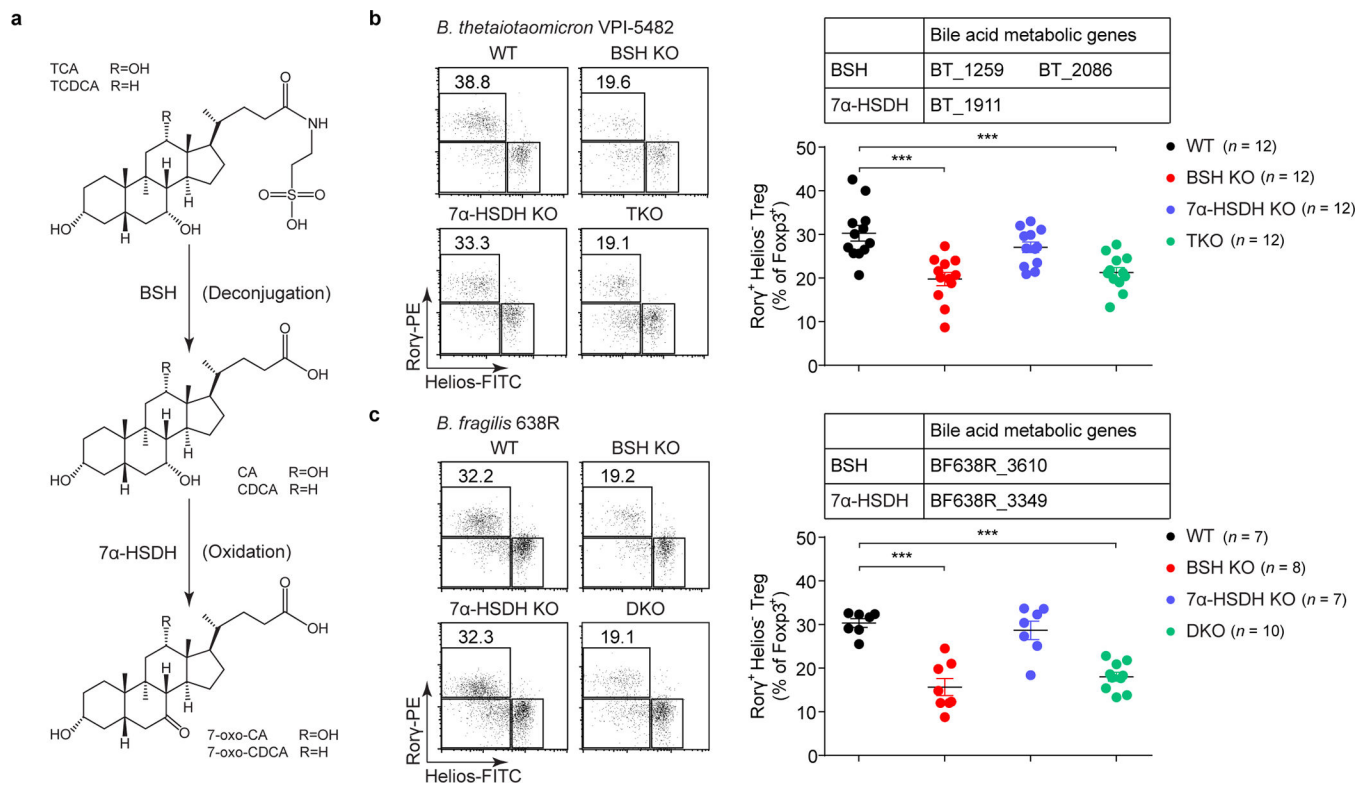 a
TCA R=OH
TCDCA R=H
R
O
NH
O S O
OH
H
H
HO
H
OH
BSH (Deconjugation)
R
O
OH
H
H
HO
H
OH
CA R=OH
CDCA R=H
7α-HSDH (Oxidation)
R
O
OH
H
H
HO
H
O
7-oxo-CA R=OH
7-oxo-CDCA R=H
b
B. thetaiotaomicron VPI-5482
WT BSH KO
38.8 19.6
7α-HSDH KO TKO
33.3 19.1
Rorγ-PE
Helios-FITC
Bile acid metabolic genes
BSH BT_1259 BT_2086
7α-HSDH BT_1911
Rorγ⁺ Helios⁻ Treg
(% of Foxp3⁺)
50
40
30
20
10
0
***
***
WT (n = 12)
BSH KO (n = 12)
7α-HSDH KO (n = 12)
TKO (n = 12)
c
B. fragilis 638R
WT BSH KO
32.2 19.2
7α-HSDH KO DKO
32.3 19.1
Rorγ-PE
Helios-FITC
Bile acid metabolic genes
BSH BF638R_3610
7α-HSDH BF638R_3349
Rorγ⁺ Helios⁻ Treg
(% of Foxp3⁺)
50
40
30
20
10
0
***
***
WT (n = 7)
BSH KO (n = 8)
7α-HSDH KO (n = 7)
DKO (n = 10)